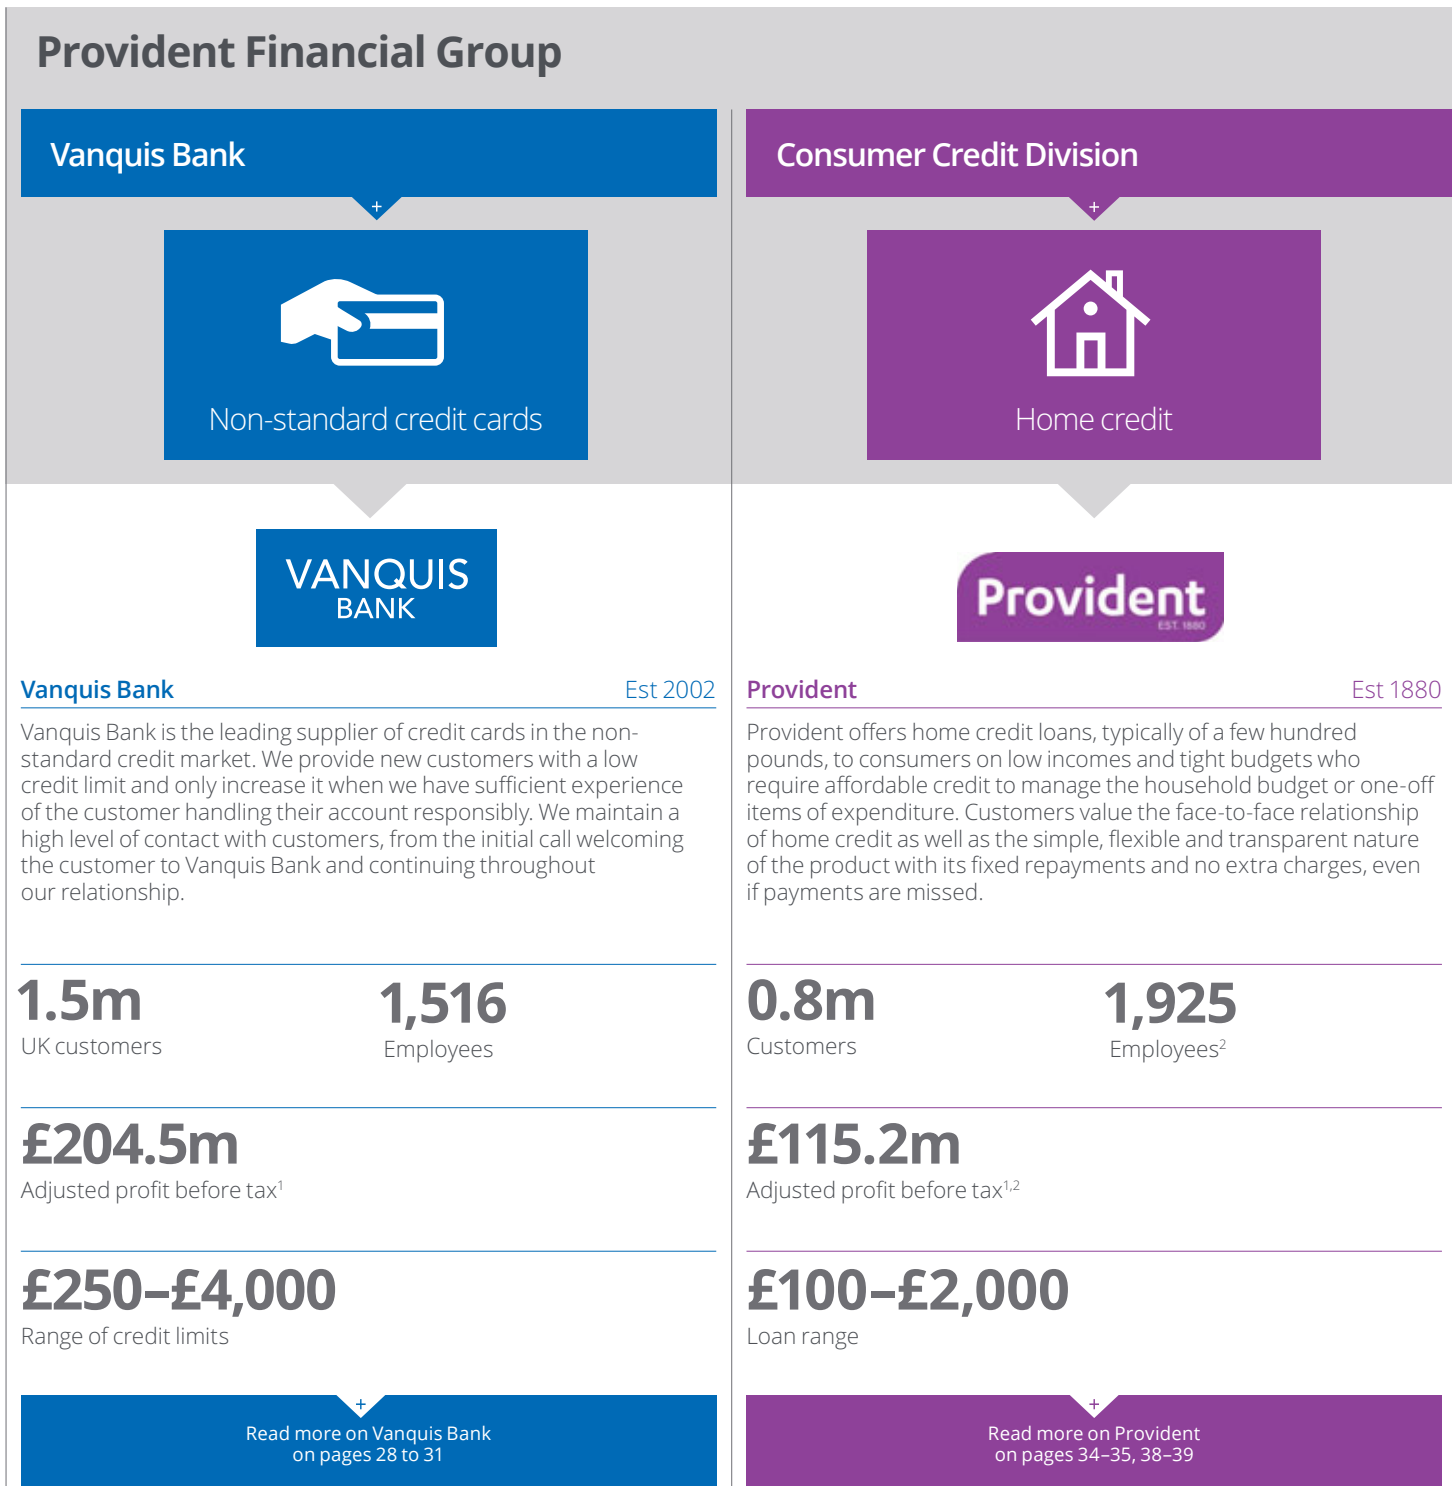 Provident Financial Group
Vanquis Bank
+
Non-standard credit cards
VANQUIS
BANK
Vanquis Bank
Est 2002
Vanquis Bank is the leading supplier of credit cards in the non-
standard credit market. We provide new customers with a low
credit limit and only increase it when we have sufficient experience
of the customer handling their account responsibly. We maintain a
high level of contact with customers, from the initial call welcoming
the customer to Vanquis Bank and continuing throughout
our relationship.
1.5m
UK customers
1,516
Employees
£204.5m
Adjusted profit before tax1
£250–£4,000
Range of credit limits
+
Read more on Vanquis Bank
on pages 28 to 31
Consumer Credit Division
+
Home credit
Provident
EST. 1880
Provident
Est 1880
Provident offers home credit loans, typically of a few hundred
pounds, to consumers on low incomes and tight budgets who
require affordable credit to manage the household budget or one-off
items of expenditure. Customers value the face-to-face relationship
of home credit as well as the simple, flexible and transparent nature
of the product with its fixed repayments and no extra charges, even
if payments are missed.
0.8m
Customers
1,925
Employees2
£115.2m
Adjusted profit before tax1,2
£100–£2,000
Loan range
+
Read more on Provident
on pages 34–35, 38–39